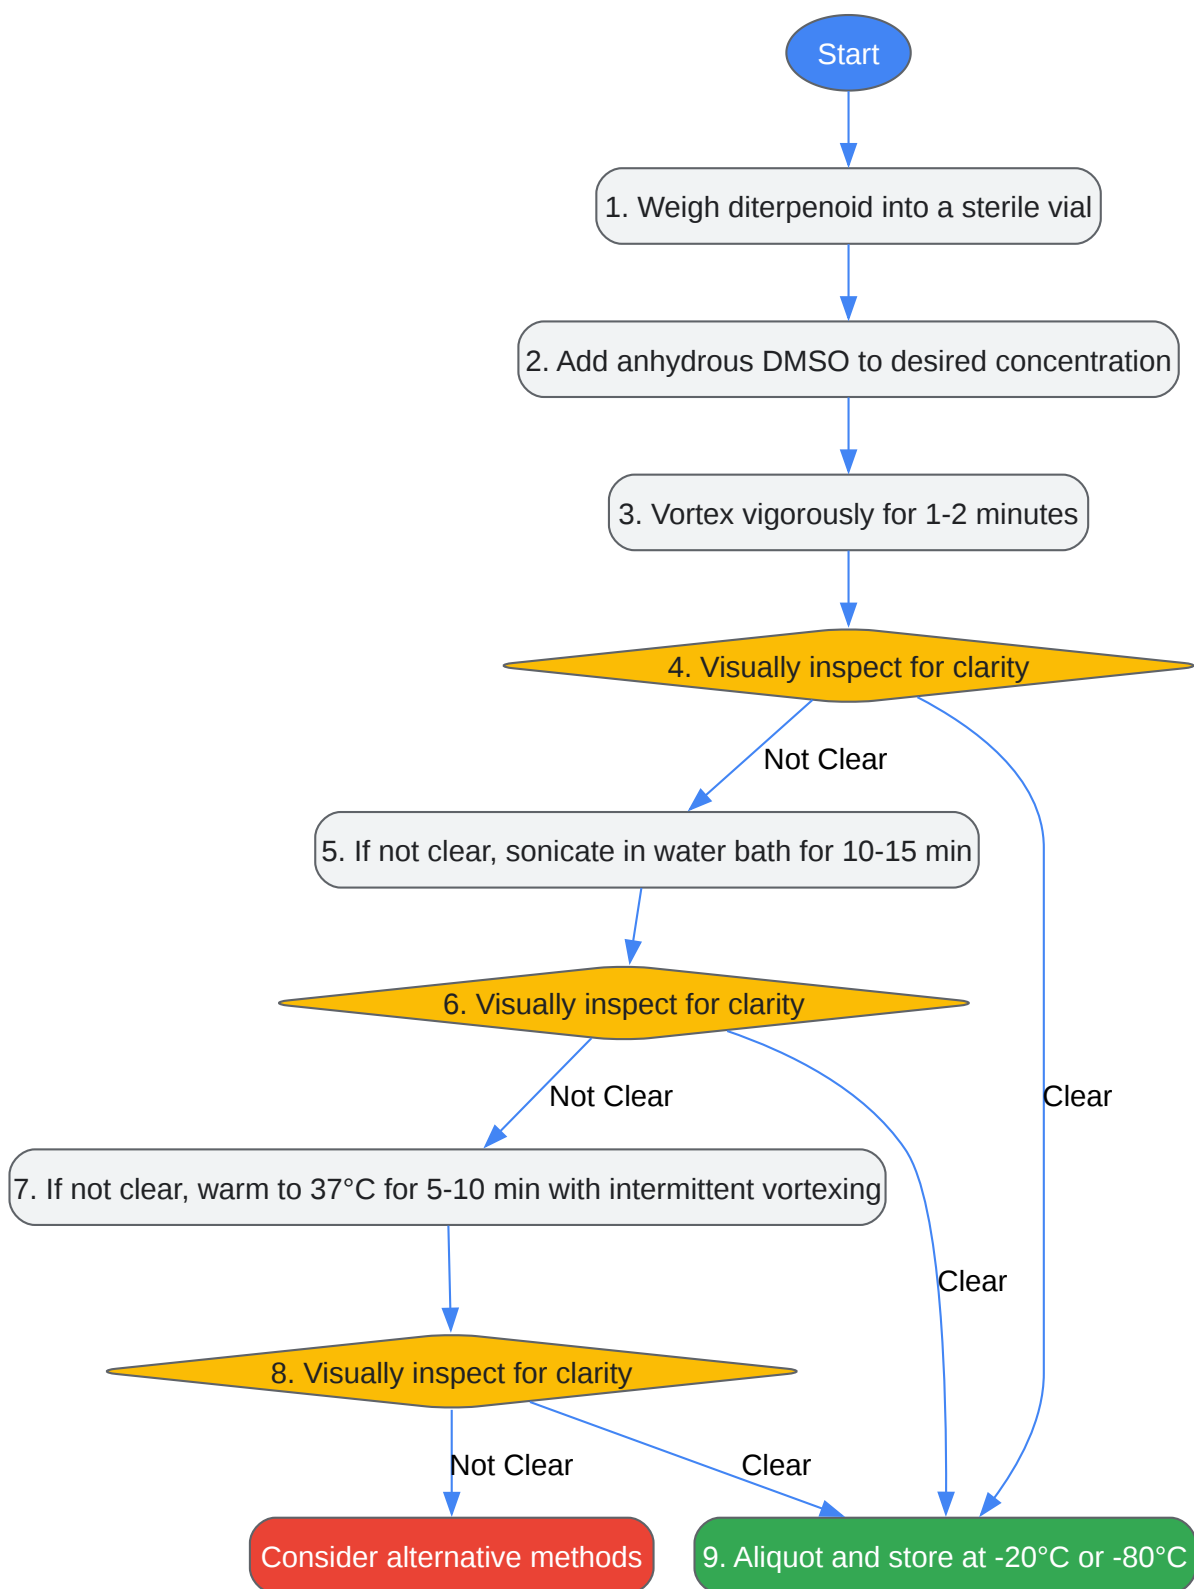 Start
1. Weigh diterpenoid into a sterile vial
2. Add anhydrous DMSO to desired concentration
3. Vortex vigorously for 1-2 minutes
4. Visually inspect for clarity
Not Clear
5. If not clear, sonicate in water bath for 10-15 min
6. Visually inspect for clarity
Not Clear
Clear
7. If not clear, warm to 37°C for 5-10 min with intermittent vortexing
Clear
8. Visually inspect for clarity
Not Clear
Clear
Consider alternative methods
9. Aliquot and store at -20°C or -80°C